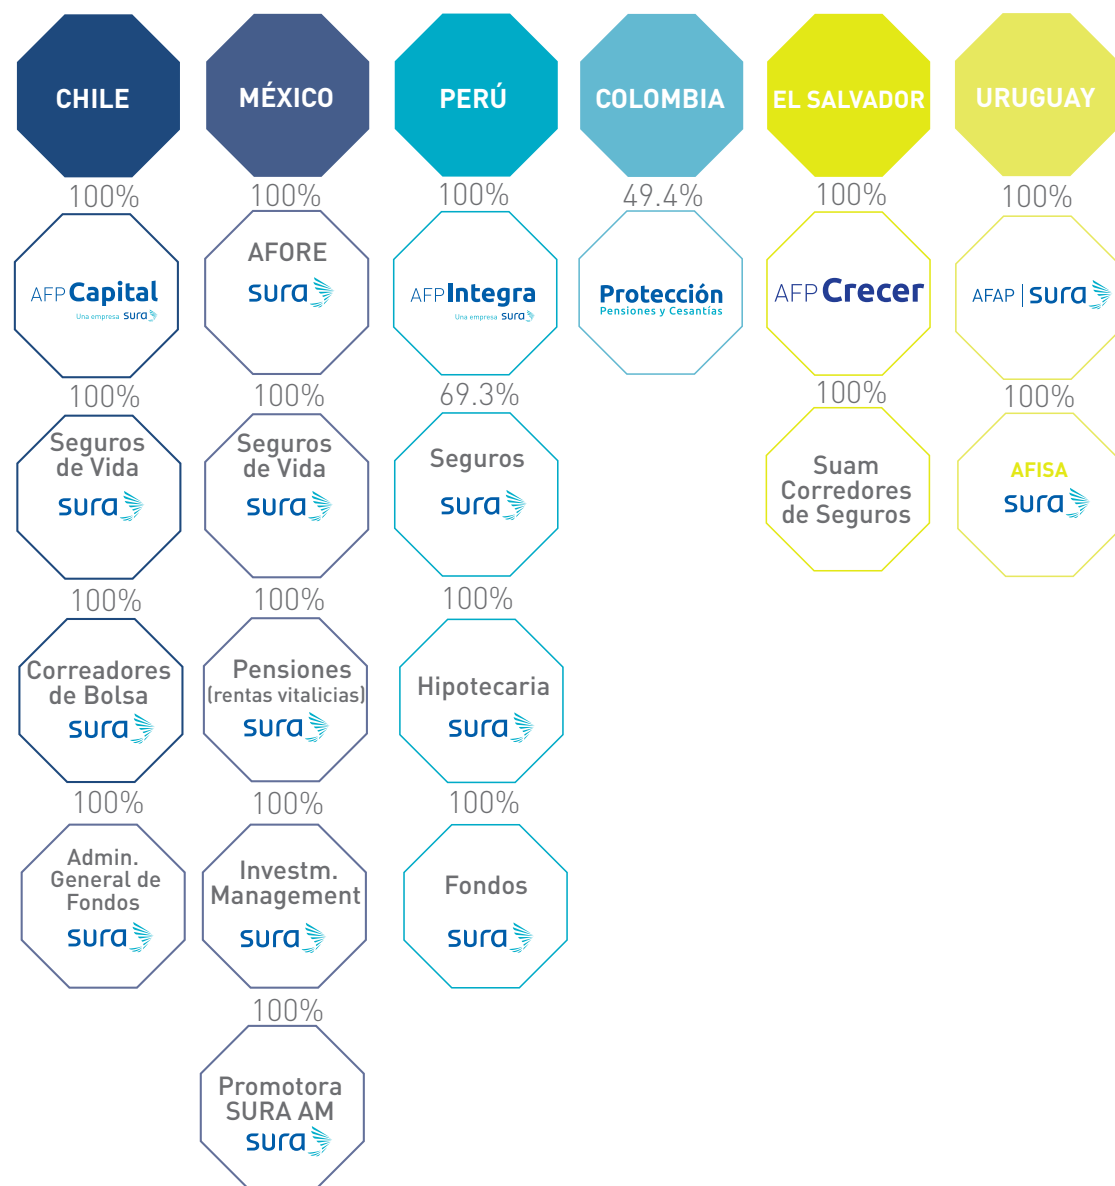 CHILE
MÉXICO
PERÚ
COLOMBIA
EL SALVADOR
URUGUAY
100%
100%
100%
49.4%
100%
100%
AFP Capital
Una empresa sura
AFORE
sura
AFP Integra
Una empresa sura
Protección
Pensiones y Cesantías
AFP Crecer
AFAP | sura
100%
100%
69.3%
100%
100%
Seguros
de Vida
sura
Seguros
de Vida
sura
Seguros
sura
Suam
Corredores
de Seguros
AFISA
sura
100%
100%
100%
Correadores
de Bolsa
sura
Pensiones
(rentas vitalicias)
sura
Hipotecaria
sura
100%
100%
100%
Admin.
General de
Fondos
sura
Investm.
Management
sura
Fondos
sura
100%
Promotora
SURA AM
sura